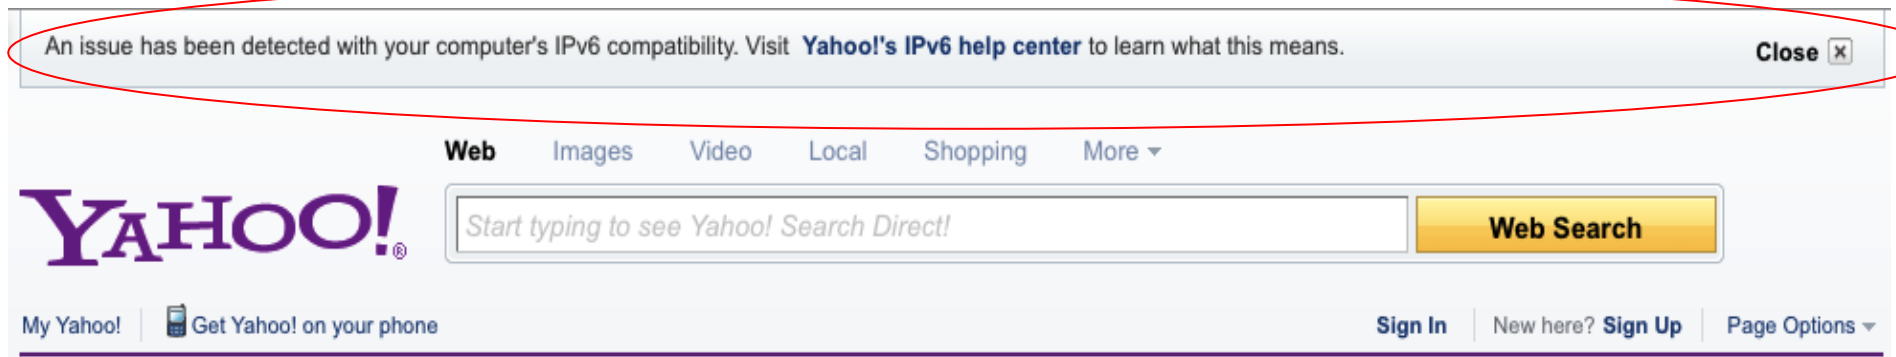 An issue has been detected with your computer's IPv6 compatibility. Visit Yahoo!'s IPv6 help center to learn what this means.
Close
Web Images Video Local Shopping More
YAHOO!®
Start typing to see Yahoo! Search Direct!
Web Search
My Yahoo! Get Yahoo! on your phone
Sign In New here? Sign Up Page Options